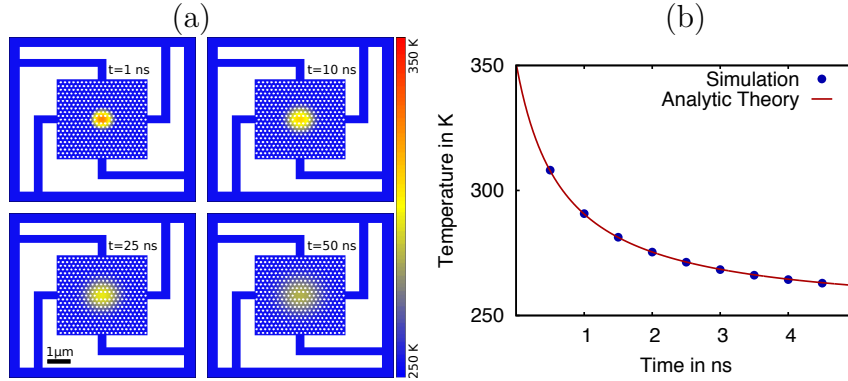 (a)
t=1 ns
t=10 ns
t=25 ns
t=50 ns
1µm
350 K
250 K
(b)
350
300
250
Temperature in K
Simulation
Analytic Theory
1
2
3
4
Time in ns